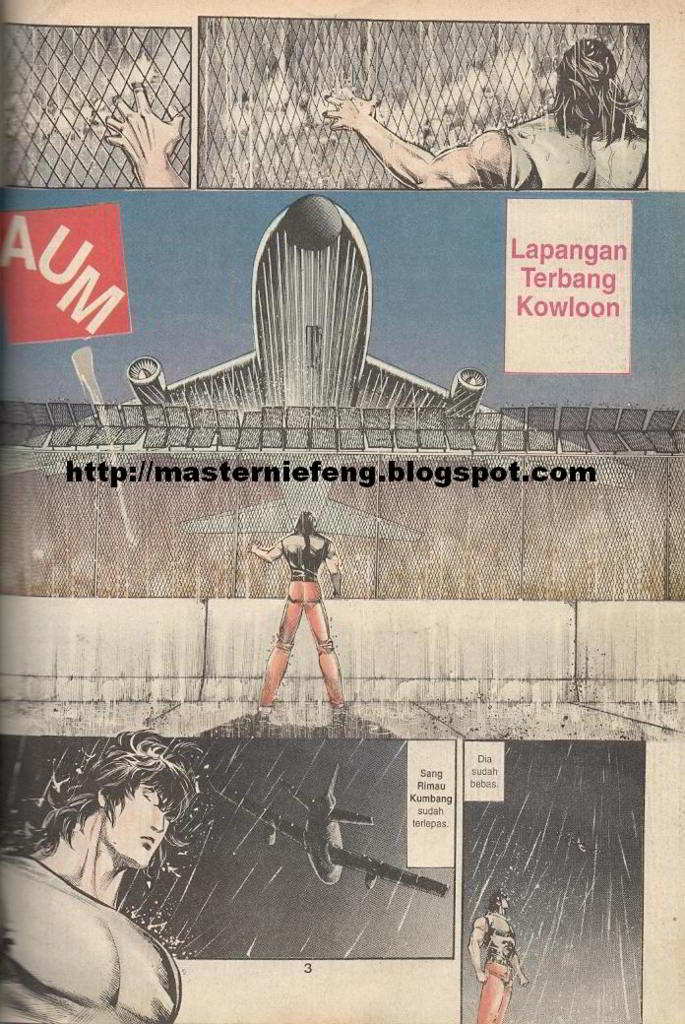 AUM
Lapangan
Terbang
Kowloon
http://masterniefeng.blogspot.com
Sang
Rimau
Kumbang
sudah
terlepas.
Dia
sudah
bebas.
3